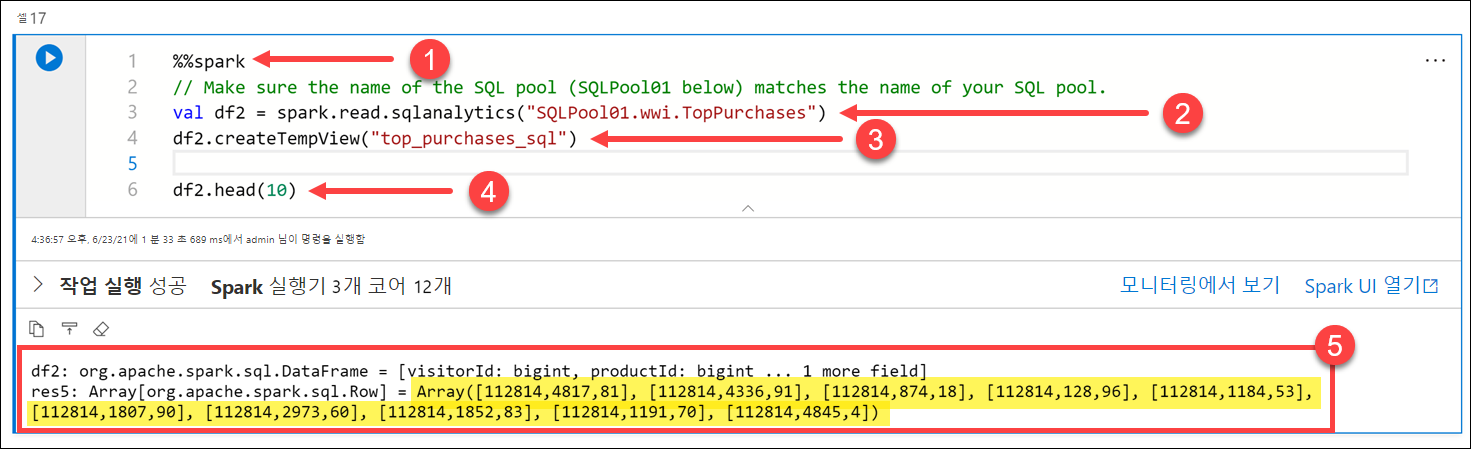 셀 17
1 %%spark 1
2 // Make sure the name of the SQL pool (SQLPool01 below) matches the name of your SQL pool.
3 val df2 = spark.read.sqlanalytics("SQLPool01.wwi.TopPurchases") 2
4 df2.createTempView("top_purchases_sql") 3
5
6 df2.head(10) 4
4:36:57 오후, 6/23/21에 1 분 33 초 689 ms에서 admin 님이 명령을 실행함
작업 실행 성공 Spark 실행기 3개 코어 12개 모니터링에서 보기 Spark UI 열기
5
df2: org.apache.spark.sql.DataFrame = [visitorId: bigint, productId: bigint ... 1 more field]
res5: Array[org.apache.spark.sql.Row] = Array([112814,4817,81], [112814,4336,91], [112814,874,18], [112814,128,96], [112814,1184,53],
[112814,1807,90], [112814,2973,60], [112814,1852,83], [112814,1191,70], [112814,4845,4])